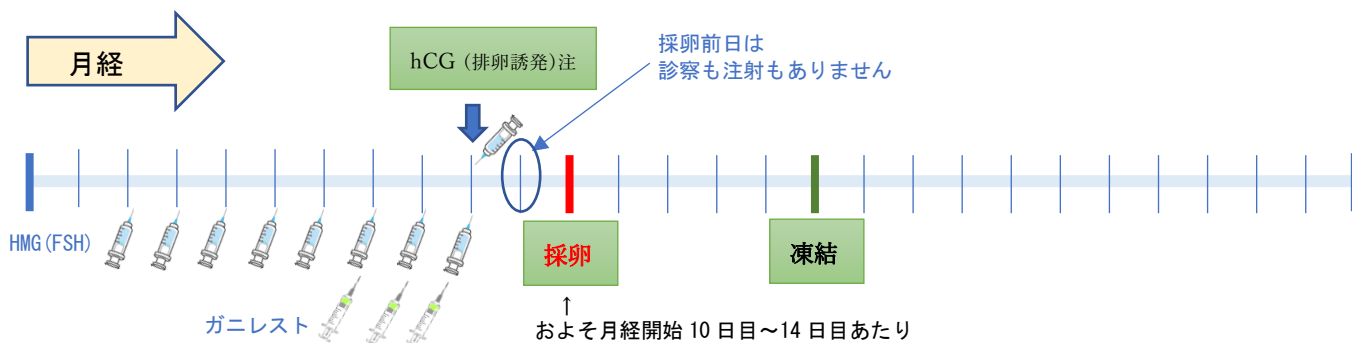 月経
hCG (排卵誘発)注
採卵前日は
診察も注射もありません
HMG(FSH)
採卵
凍結
ガニレスト
↑
およそ月経開始 10 日目～14 日目あたり